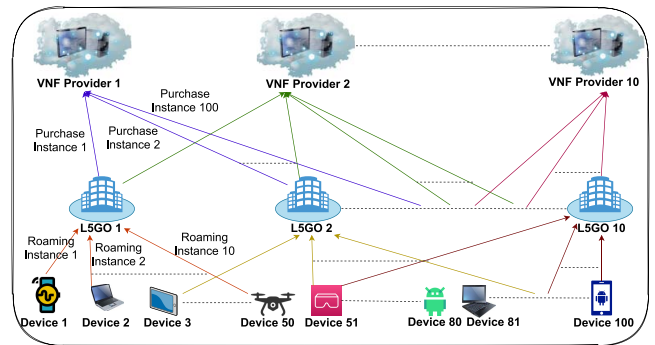 VNF Provider 1
VNF Provider 2
VNF Provider 10
Purchase
Instance 100
Purchase
Instance 1
Purchase
Instance 2
L5GO 1
L5GO 2
L5GO 10
Roaming
Instance 1
Roaming
Instance 2
Roaming
Instance 10
Device 1
Device 2
Device 3
Device 50
Device 51
Device 80
Device 81
Device 100